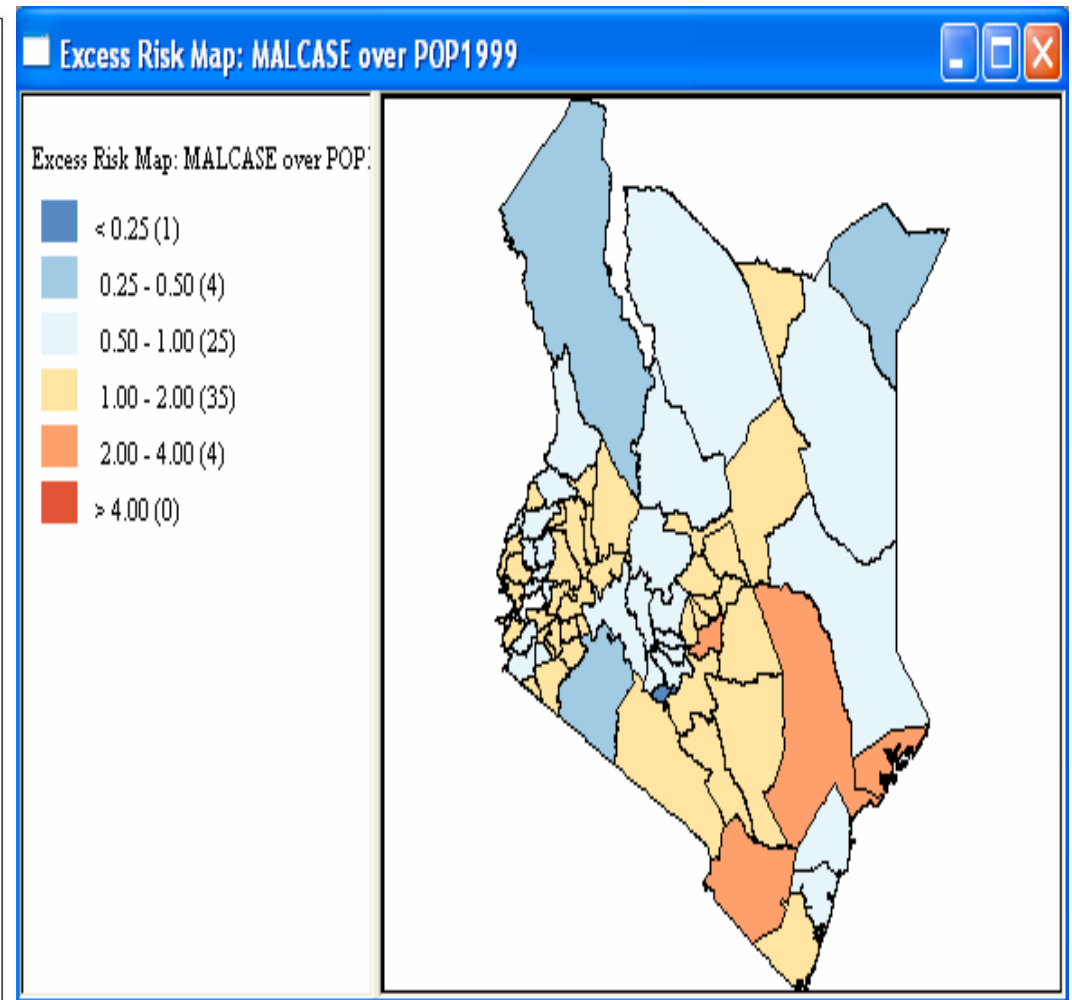 Excess Risk Map: MALCASE over POP1999
Excess Risk Map: MALCASE over POP
< 0.25 (1)
0.25 - 0.50 (4)
0.50 - 1.00 (25)
1.00 - 2.00 (35)
2.00 - 4.00 (4)
> 4.00 (0)